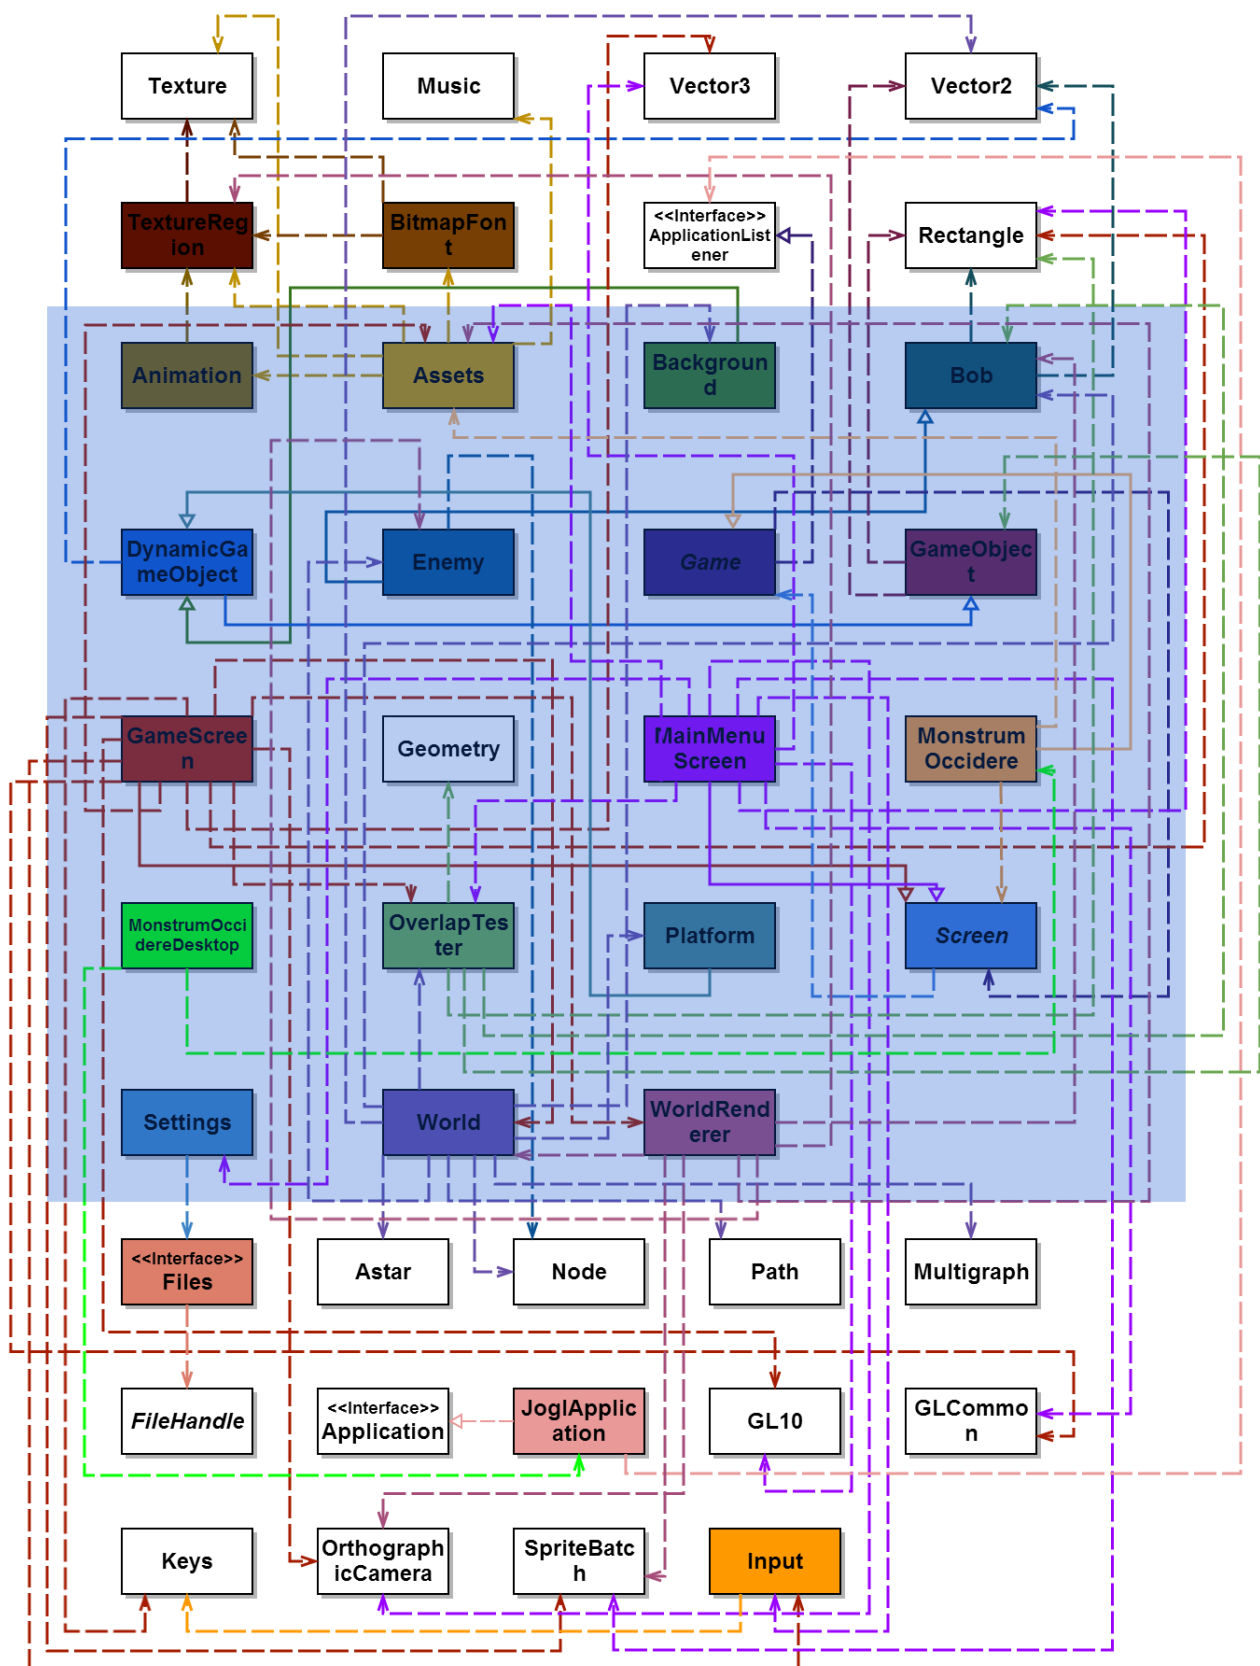 Texture
Music
Vector3
Vector2
TextureReg
ion
BitmapFon
t
<<Interface>>
ApplicationList
ener
Rectangle
Animation
Assets
Backgroun
d
Bob
DynamicGa
meObject
Enemy
Game
GameObjec
t
GameScree
n
Geometry
MainMenu
Screen
Monstrum
Occidere
MonstrumOcci
dereDesktop
OverlapTes
ter
Platform
Screen
Settings
World
WorldRend
erer
<<Interface>>
Files
Astar
Node
Path
Multigraph
FileHandle
<<Interface>>
Application
JoglApplic
ation
GL10
GLCommo
n
Keys
Orthograph
icCamera
SpriteBatc
h
Input